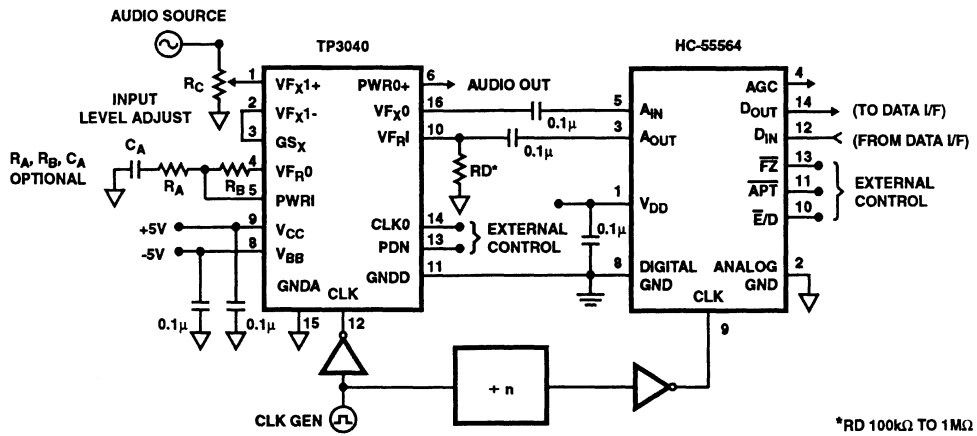 AUDIO SOURCE
TP3040
HC-55564
R_C
INPUT
LEVEL ADJUST
1 VF_X1+
2 VF_X1-
3 GS_X
4 VF_R0
5 PWRI
9 V_CC
8 V_BB
GNDA
15
CLK
12
PWR0+ 6
AUDIO OUT
VF_X0 16
VF_RI 10
CLK0 14
PDN 13
EXTERNAL
CONTROL
GNDD 11
R_A, R_B, C_A
OPTIONAL
C_A
R_A
R_B
+5V
-5V
0.1μ
0.1μ
0.1μ
0.1μ
RD*
0.1μ
5 A_IN
3 A_OUT
1 V_DD
8 DIGITAL
GND
AGC 4
D_OUT 14
(TO DATA I/F)
D_IN 12
(FROM DATA I/F)
F̅Z̅ 13
A̅P̅T̅ 11
E̅/D 10
EXTERNAL
CONTROL
ANALOG 2
GND
CLK
9
÷ n
CLK GEN
*RD 100kΩ TO 1MΩ